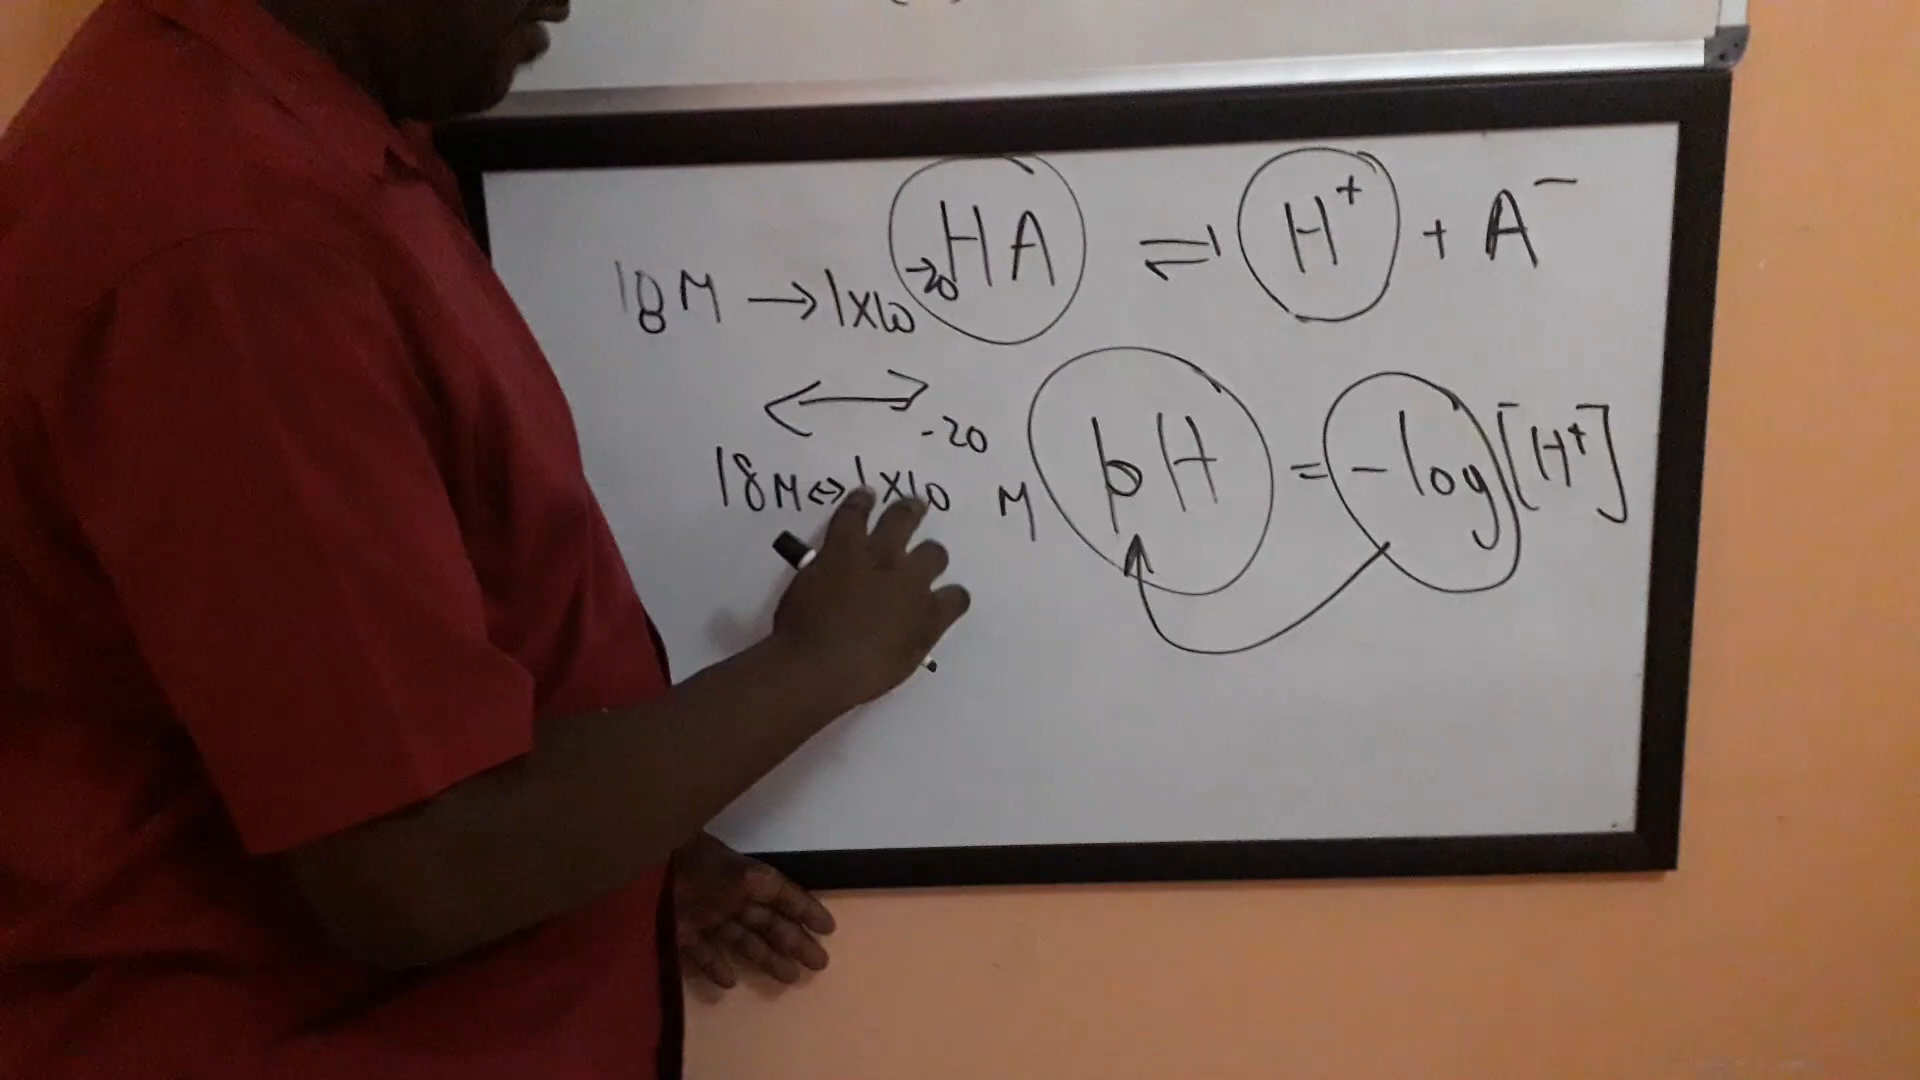 HA ⇌ H⁺ + A⁻
18M → 1x10⁻²⁰
pH = -log[H⁺]
18M ↔ 1x10⁻²⁰ M